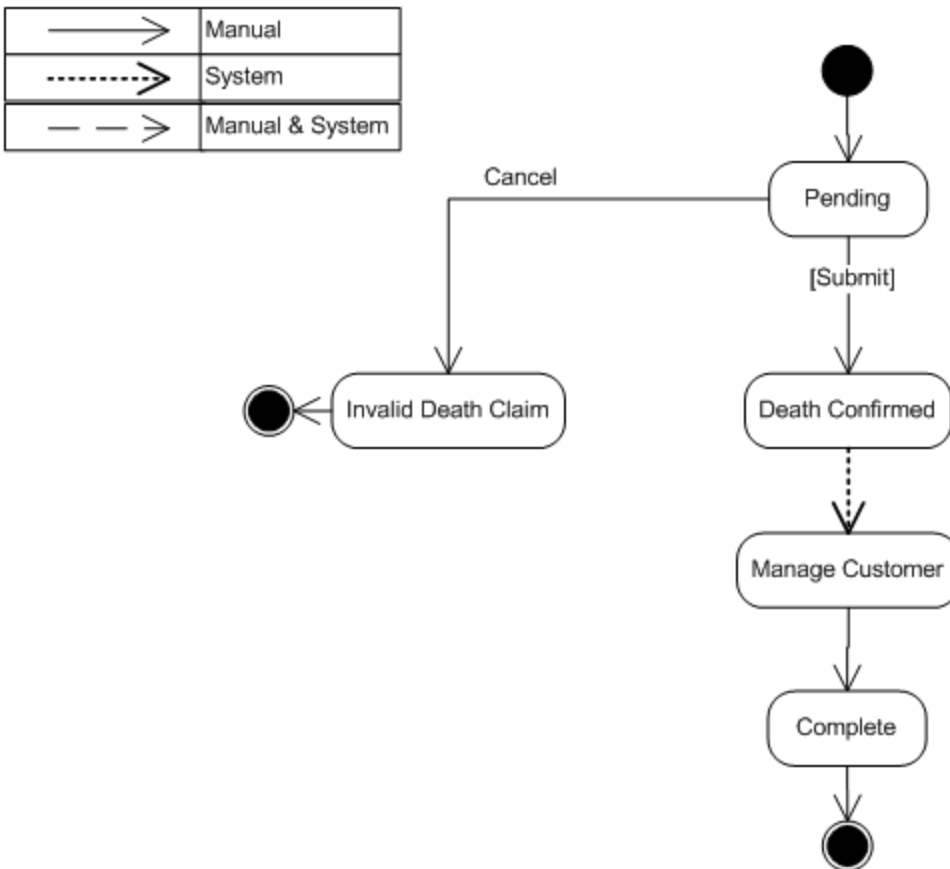 Manual
System
Manual & System
Cancel
Pending
[Submit]
Invalid Death Claim
Death Confirmed
Manage Customer
Complete